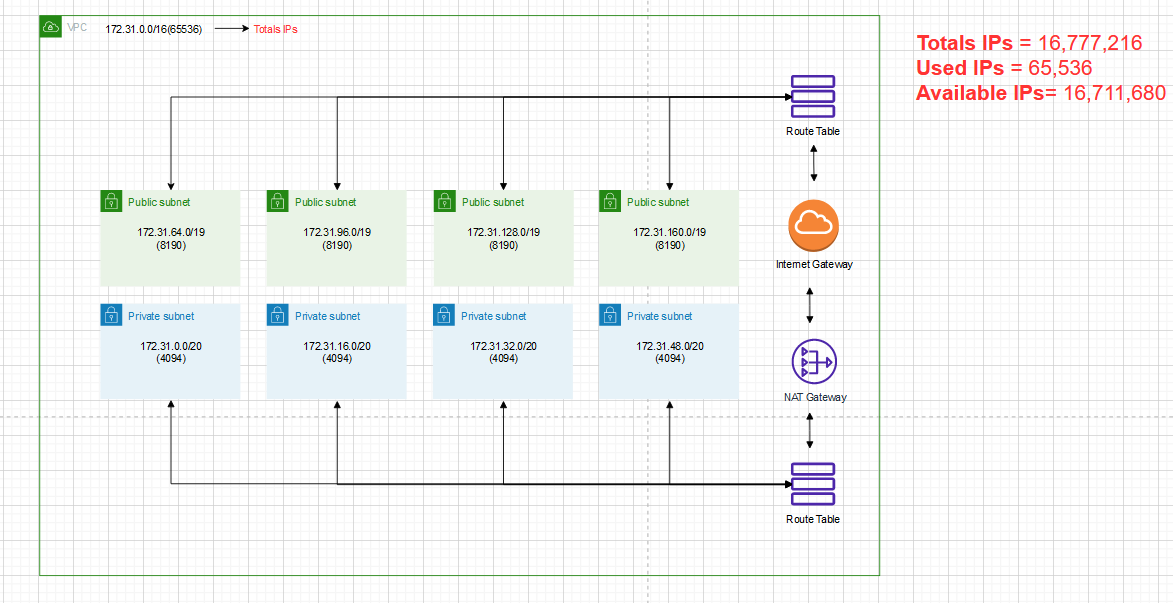 VPC
172.31.0.0/16(65536)
Totals IPs
Totals IPs = 16,777,216
Used IPs = 65,536
Available IPs= 16,711,680
Route Table
Public subnet
172.31.64.0/19
(8190)
Public subnet
172.31.96.0/19
(8190)
Public subnet
172.31.128.0/19
(8190)
Public subnet
172.31.160.0/19
(8190)
Internet Gateway
Private subnet
172.31.0.0/20
(4094)
Private subnet
172.31.16.0/20
(4094)
Private subnet
172.31.32.0/20
(4094)
Private subnet
172.31.48.0/20
(4094)
NAT Gateway
Route Table